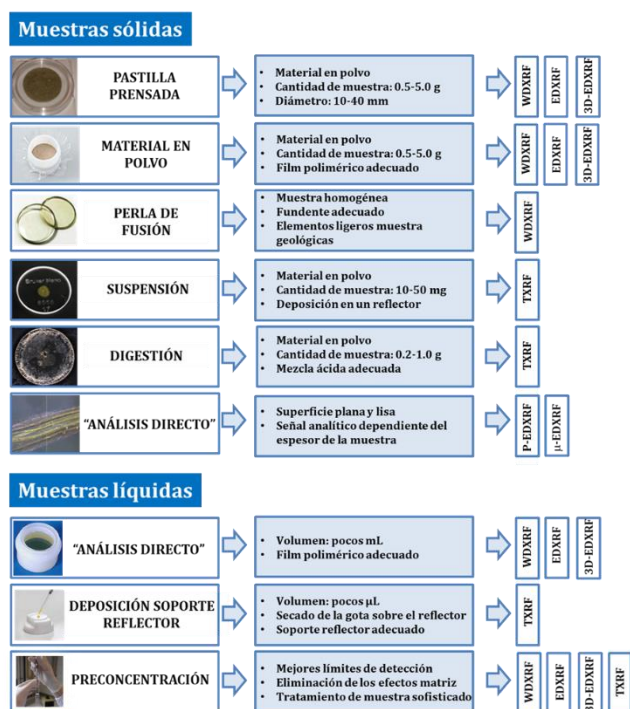 Muestras sólidas
PASTILLA
PRENSADA
• Material en polvo
• Cantidad de muestra: 0.5-5.0 g
• Diámetro: 10-40 mm
WDXRF
EDXRF
3D-EDXRF
MATERIAL EN
POLVO
• Material en polvo
• Cantidad de muestra: 0.5-5.0 g
• Film polimérico adecuado
WDXRF
EDXRF
3D-EDXRF
PERLA DE
FUSIÓN
• Muestra homogénea
• Fundente adecuado
• Elementos ligeros muestra
geológicas
WDXRF
SUSPENSIÓN
• Material en polvo
• Cantidad de muestra: 10-50 mg
• Deposición en un reflector
TXRF
DIGESTIÓN
• Material en polvo
• Cantidad de muestra: 0.2-1.0 g
• Mezcla ácida adecuada
TXRF
“ANÁLISIS DIRECTO”
• Superficie plana y lisa
• Señal analítico dependiente del
espesor de la muestra
P-EDXRF
μ-EDXRF
Muestras líquidas
“ANÁLISIS DIRECTO”
• Volumen: pocos mL
• Film polimérico adecuado
WDXRF
EDXRF
3D-EDXRF
DEPOSICIÓN SOPORTE
REFLECTOR
• Volumen: pocos μL
• Secado de la gota sobre el reflector
• Soporte reflector adecuado
TXRF
PRECONCENTRACIÓN
• Mejores límites de detección
• Eliminación de los efectos matriz
• Tratamiento de muestra sofisticado
WDXRF
EDXRF
3D-EDXRF
TXRF